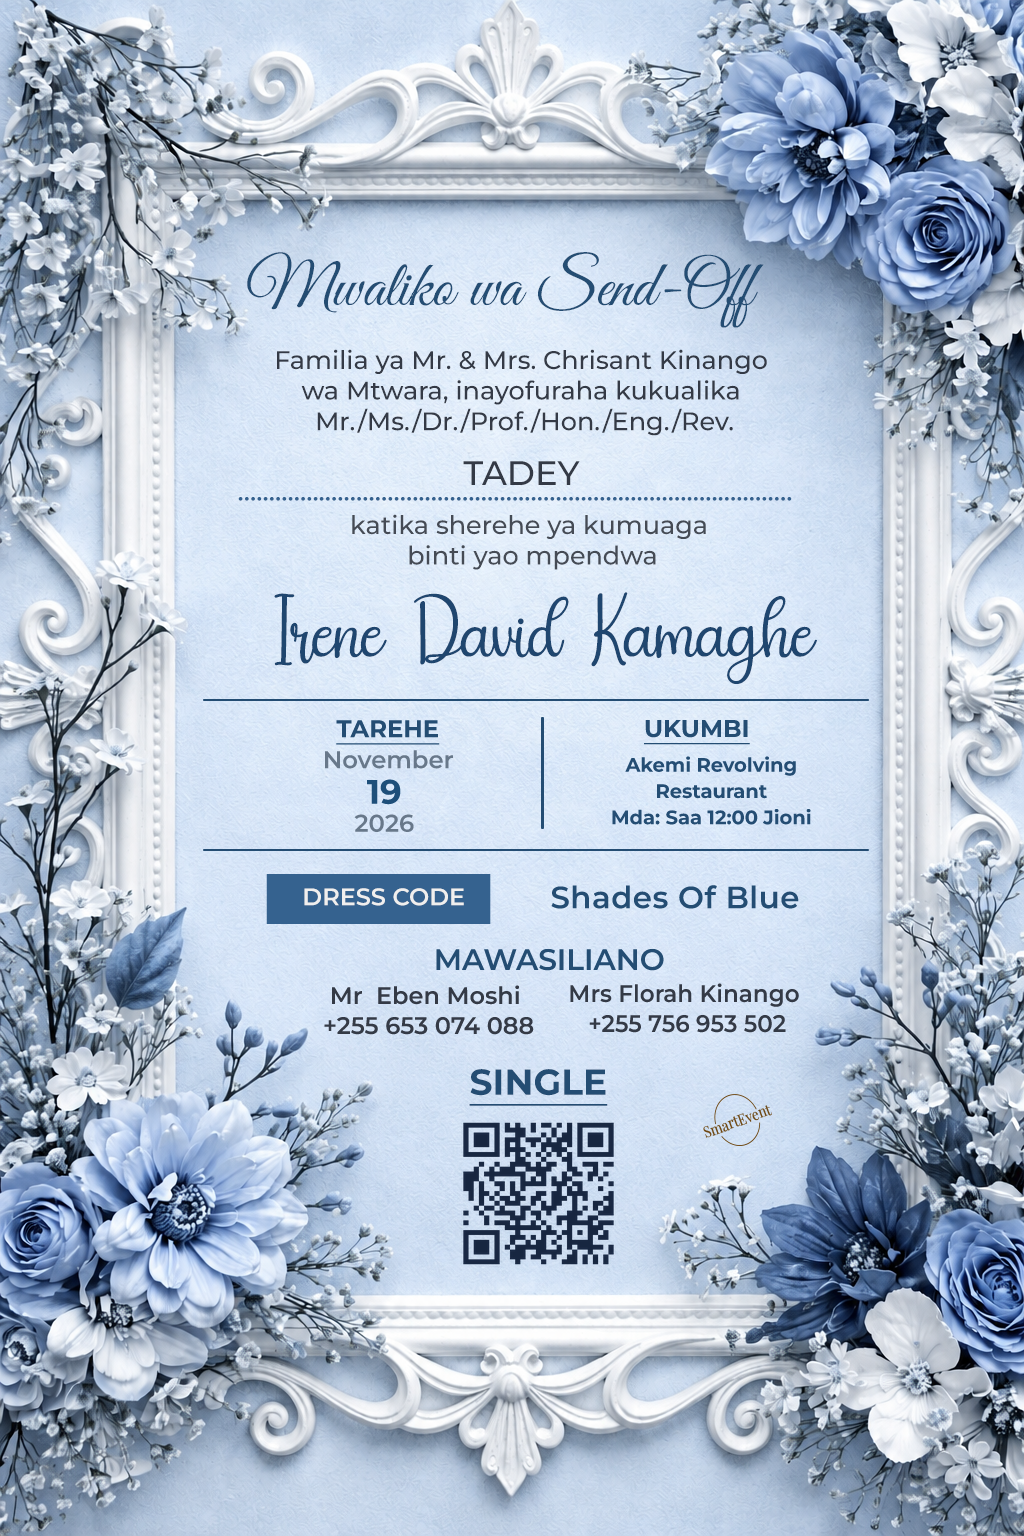 Mwaliko wa Send-Off
Familia ya Mr. & Mrs. Chrisant Kinango
wa Mtwara, inayofuraha kukualika
Mr./Ms./Dr./Prof./Hon./Eng./Rev.
TADEY
katika sherehe ya kumuaga
binti yao mpendwa
Irene David Kamaghe
TAREHE
November
19
2026
UKUMBI
Akemi Revolving
Restaurant
Mda: Saa 12:00 Jioni
DRESS CODE
Shades Of Blue
MAWASILIANO
Mr Eben Moshi
+255 653 074 088
Mrs Florah Kinango
+255 756 953 502
SINGLE
SmartEvent